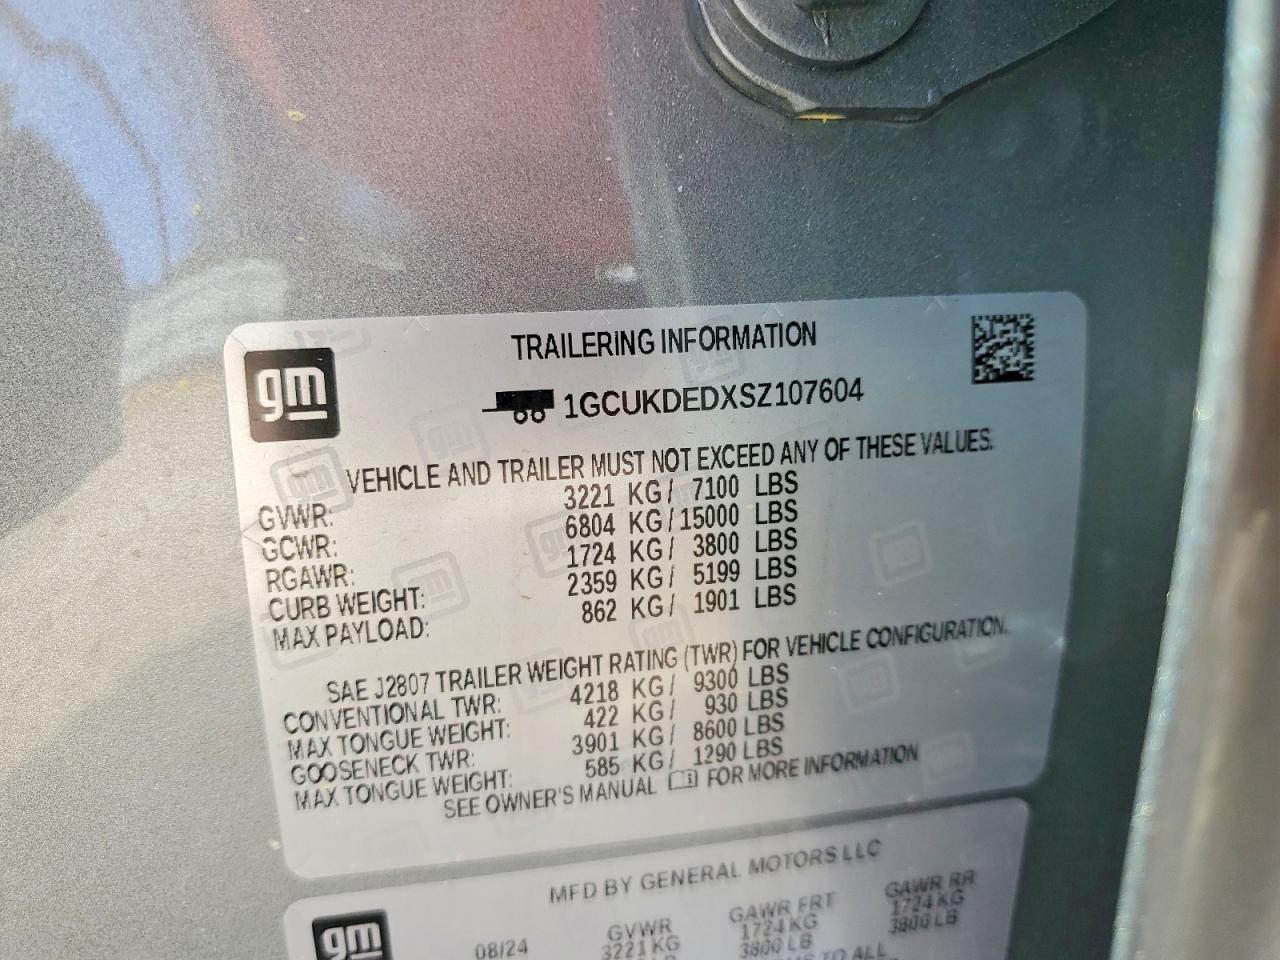 gm
TRAILERING INFORMATION
1GCUKDEDXSZ107604
VEHICLE AND TRAILER MUST NOT EXCEED ANY OF THESE VALUES.
GVWR: 3221 KG/ 7100 LBS
GCWR: 6804 KG/15000 LBS
RGAWR: 1724 KG/ 3800 LBS
CURB WEIGHT: 2359 KG/ 5199 LBS
MAX PAYLOAD: 862 KG/ 1901 LBS
SAE J2807 TRAILER WEIGHT RATING (TWR) FOR VEHICLE CONFIGURATION.
CONVENTIONAL TWR: 4218 KG/ 9300 LBS
MAX TONGUE WEIGHT: 422 KG/ 930 LBS
GOOSENECK TWR: 3901 KG/ 8600 LBS
MAX TONGUE WEIGHT: 585 KG/ 1290 LBS
SEE OWNER'S MANUAL FOR MORE INFORMATION
gm
MFD BY GENERAL MOTORS LLC
08/24 GVWR GAWR FRT GAWR RR
3221 KG 1724 KG 1724 KG
3800 LB 3800 LB
TO ALL